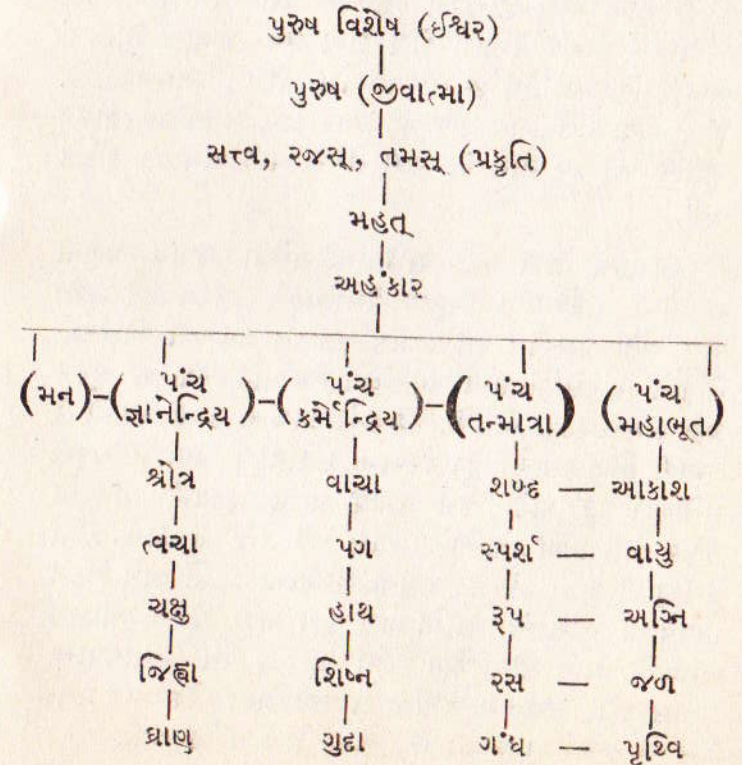 પુરુષ વિશેષ (ઈશ્વર)
પુરુષ (જીવાત્મા)
સત્ત્વ, રજસૂ, તમસૂ (પ્રકૃતિ)
મહત્
અહંકાર
(મન)-(પંચ જ્ઞાનેન્દ્રિય)-(પંચ કર્મેન્દ્રિય)-(પંચ તન્માત્રા) (પંચ મહાભૂત)
શ્રોત્ર વાચા શબ્દ — આકાશ
ત્વચા પગ સ્પર્શ — વાયુ
ચક્ષુ હાથ રૂપ — અગ્નિ
જિહ્વા શિષ્ન રસ — જળ
ઘ્રાણ ગુદા ગંધ — પૃથ્વિ